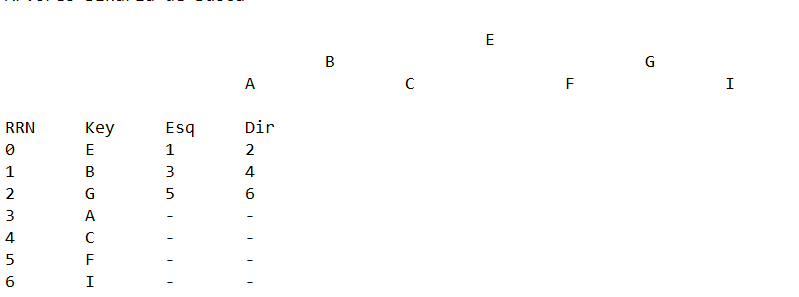 E
B G
A C F I
RRN Key Esq Dir
0 E 1 2
1 B 3 4
2 G 5 6
3 A - -
4 C - -
5 F - -
6 I - -